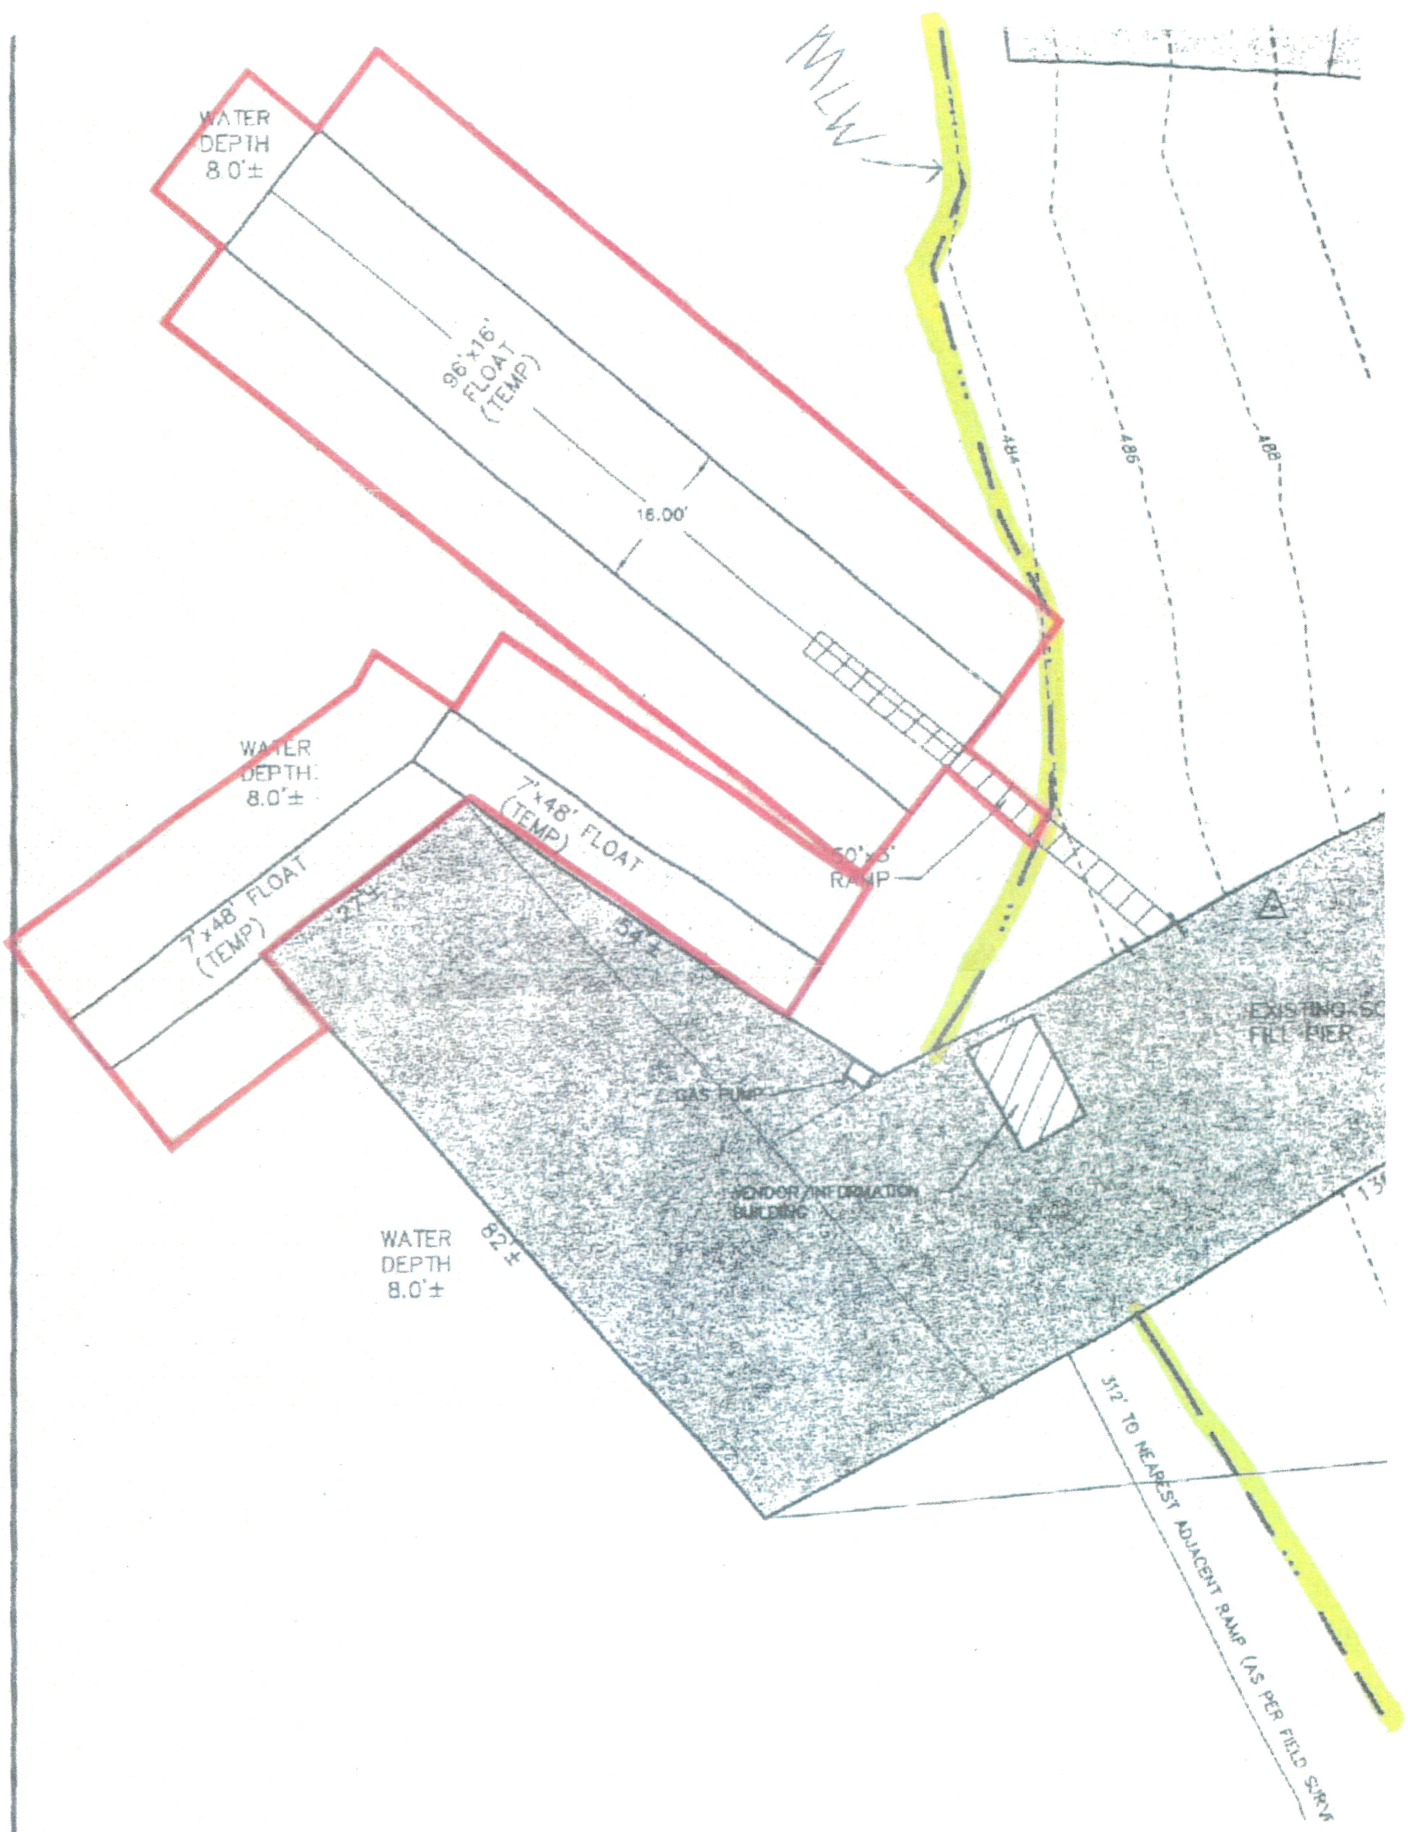 MLW
WATER
DEPTH
8.0'±
96'x16'
FLOAT
(TEMP)
484
486
488
16.00'
WATER
DEPTH
8.0'±
7'x48' FLOAT
(TEMP)
7'x48' FLOAT
(TEMP)
27'±
54'±
RAMP
EXISTING
FILL PIER
GAS PUMP
VENDOR/INFORMATION
BUILDING
WATER
DEPTH
8.0'±
82'±
312' TO NEAREST ADJACENT RAMP (AS PER FIELD